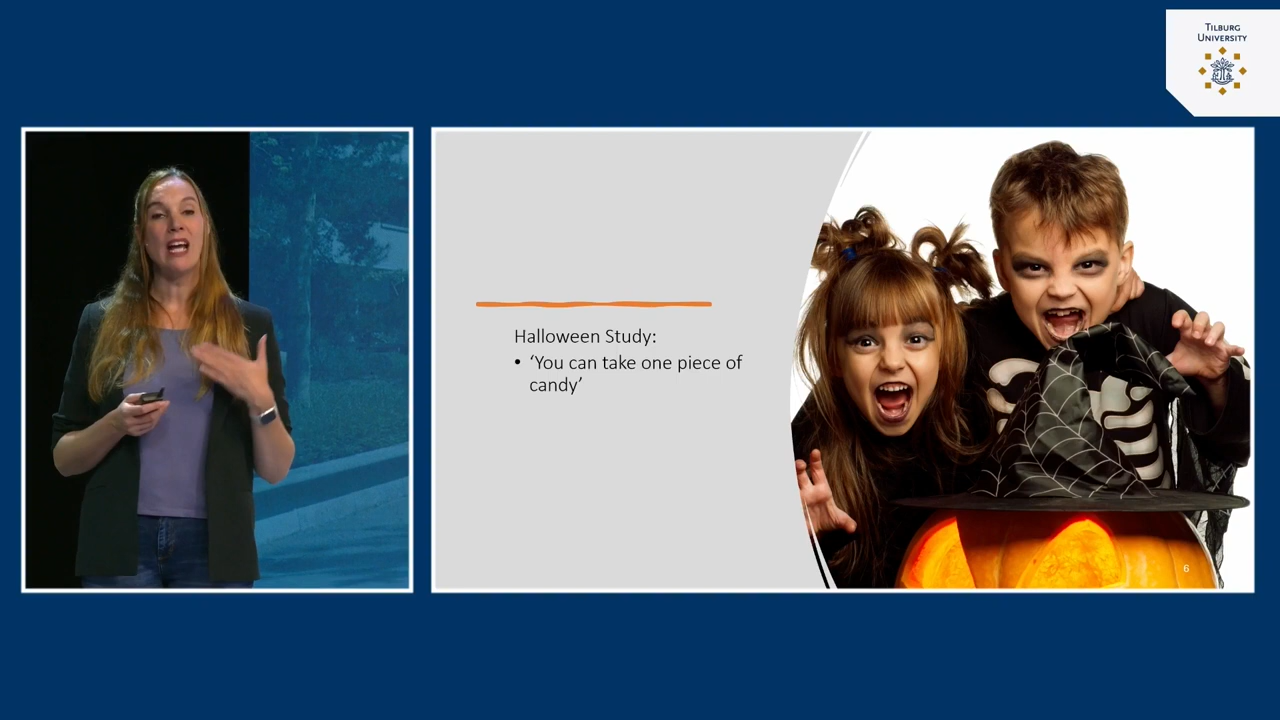 TILBURG
UNIVERSITY
Halloween Study:
• ‘You can take one piece of
candy’
6